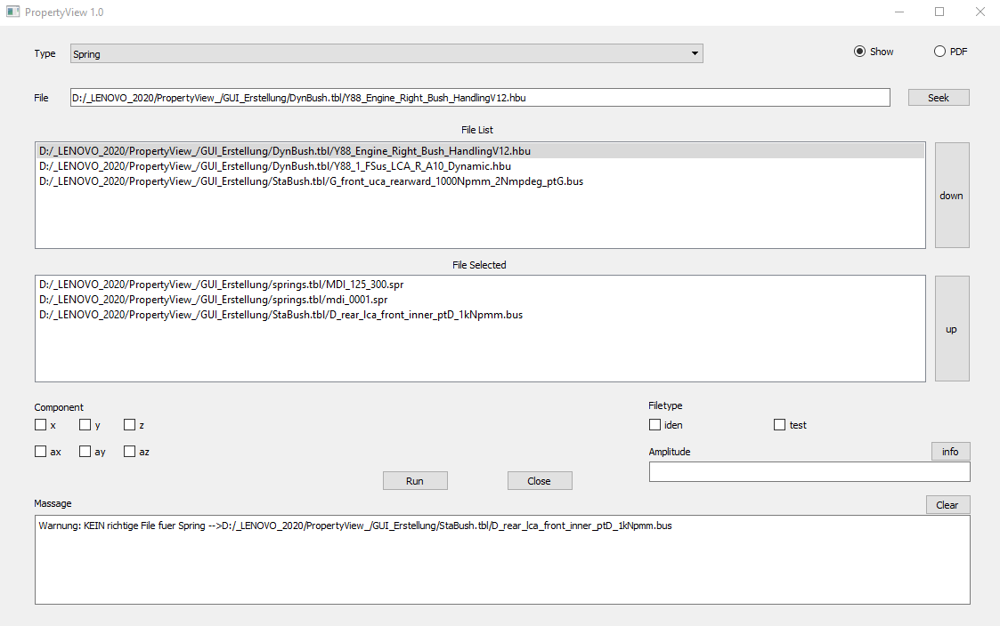 PropertyView 1.0
Type Spring Show PDF
File D:/_LENOVO_2020/PropertyView_/GUI_Erstellung/DynBush.tbl/Y88_Engine_Right_Bush_HandlingV12.hbu Seek
File List
D:/_LENOVO_2020/PropertyView_/GUI_Erstellung/DynBush.tbl/Y88_Engine_Right_Bush_HandlingV12.hbu
D:/_LENOVO_2020/PropertyView_/GUI_Erstellung/DynBush.tbl/Y88_1_FSus_LCA_R_A10_Dynamic.hbu
D:/_LENOVO_2020/PropertyView_/GUI_Erstellung/StaBush.tbl/G_front_uca_rearward_1000Npmm_2Nmpdeg_ptG.bus
down
File Selected
D:/_LENOVO_2020/PropertyView_/GUI_Erstellung/springs.tbl/MDI_125_300.spr
D:/_LENOVO_2020/PropertyView_/GUI_Erstellung/springs.tbl/mdi_0001.spr
D:/_LENOVO_2020/PropertyView_/GUI_Erstellung/StaBush.tbl/D_rear_lca_front_inner_ptD_1kNpmm.bus
up
Component Filetype
x y z iden test
ax ay az Amplitude info
Run Close
Massage Clear
Warnung: KEIN richtige File fuer Spring -->D:/_LENOVO_2020/PropertyView_/GUI_Erstellung/StaBush.tbl/D_rear_lca_front_inner_ptD_1kNpmm.bus